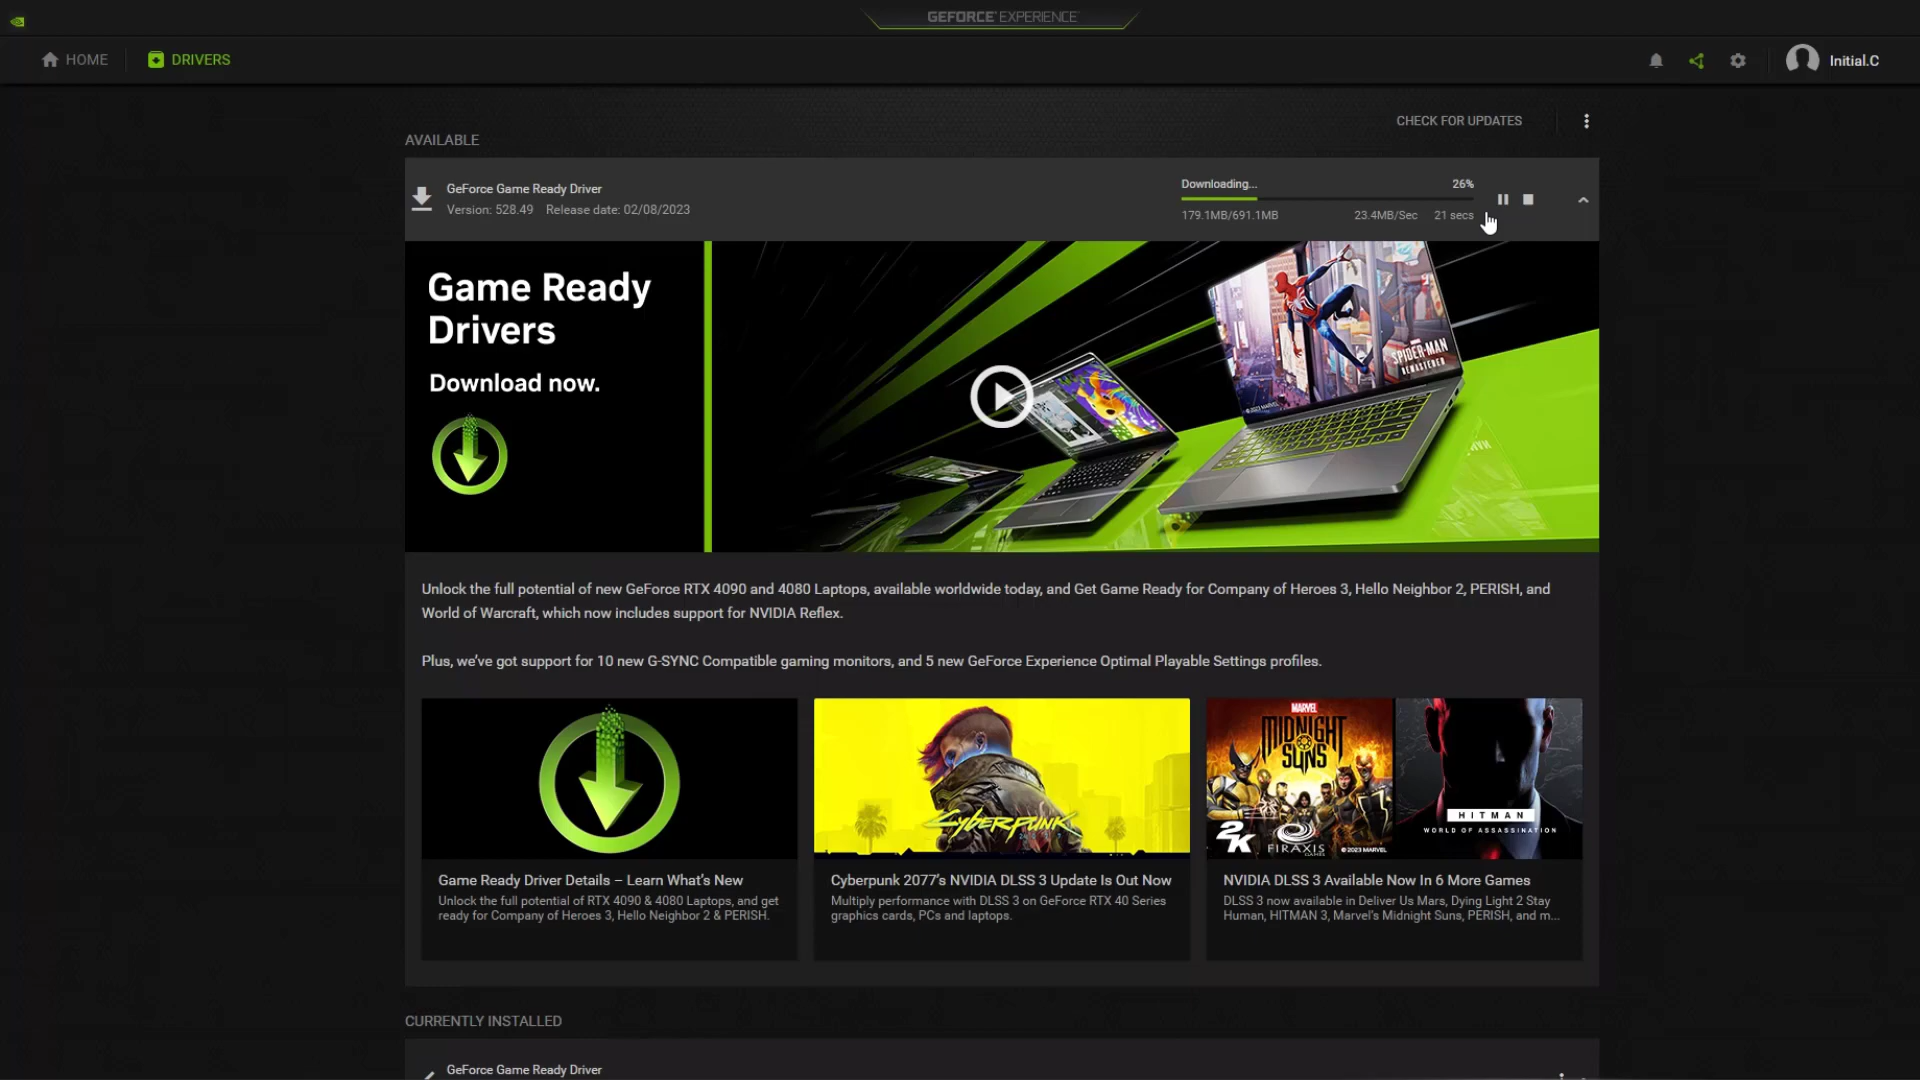 GEFORCE EXPERIENCE
HOME
DRIVERS
Initial.C
CHECK FOR UPDATES
AVAILABLE
GeForce Game Ready Driver
Version: 528.49 Release date: 02/08/2023
Downloading... 26%
179.1MB/691.1MB 23.4MB/Sec 21 secs
Game Ready
Drivers
Download now.
SPIDER-MAN
REMASTERED
Unlock the full potential of new GeForce RTX 4090 and 4080 Laptops, available worldwide today, and Get Game Ready for Company of Heroes 3, Hello Neighbor 2, PERISH, and
World of Warcraft, which now includes support for NVIDIA Reflex.
Plus, we've got support for 10 new G-SYNC Compatible gaming monitors, and 5 new GeForce Experience Optimal Playable Settings profiles.
MARVEL
MIDNIGHT
SUNS
2K
FIRAXIS
GAMES
©2023 MARVEL
HITMAN
WORLD OF ASSASSINATION
Cyberpunk
Game Ready Driver Details – Learn What's New
Unlock the full potential of RTX 4090 & 4080 Laptops, and get
ready for Company of Heroes 3, Hello Neighbor 2 & PERISH.
Cyberpunk 2077's NVIDIA DLSS 3 Update Is Out Now
Multiply performance with DLSS 3 on GeForce RTX 40 Series
graphics cards, PCs and laptops.
NVIDIA DLSS 3 Available Now In 6 More Games
DLSS 3 now available in Deliver Us Mars, Dying Light 2 Stay
Human, HITMAN 3, Marvel's Midnight Suns, PERISH, and m...
CURRENTLY INSTALLED
GeForce Game Ready Driver